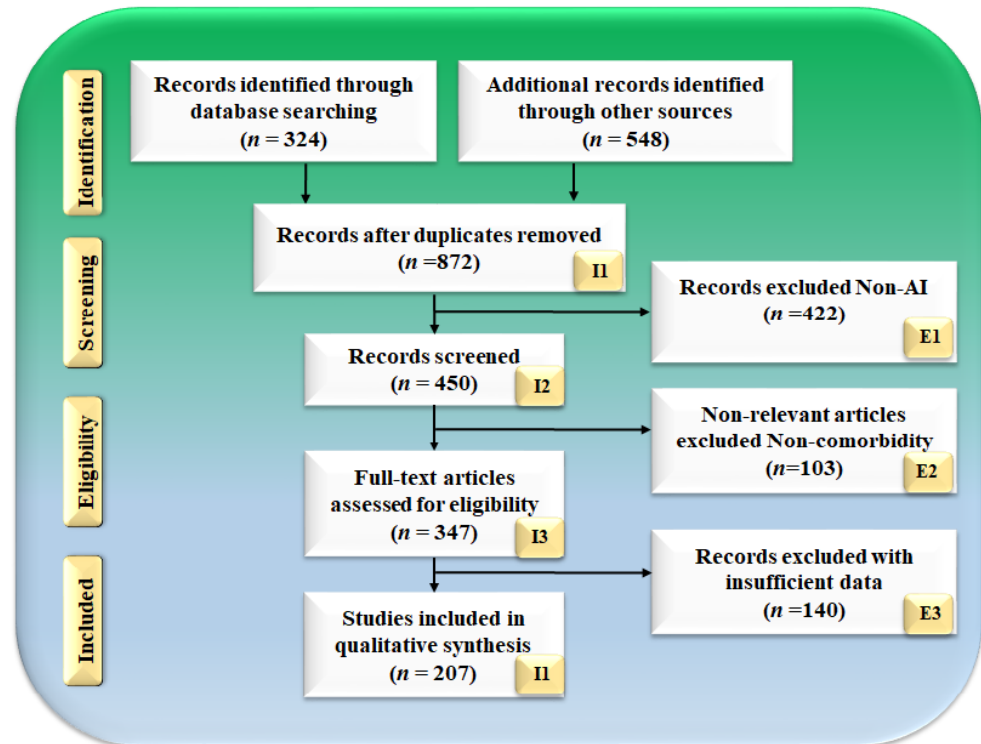 Identification
Records identified through
database searching
(n = 324)
Additional records identified
through other sources
(n = 548)
Records after duplicates removed
(n =872)
I1
Screening
Records excluded Non-AI
(n =422)
E1
Records screened
(n = 450)
I2
Eligibility
Non-relevant articles
excluded Non-comorbidity
(n=103)
E2
Full-text articles
assessed for eligibility
(n = 347)
I3
Included
Records excluded with
insufficient data
(n =140)
E3
Studies included in
qualitative synthesis
(n = 207)
I1